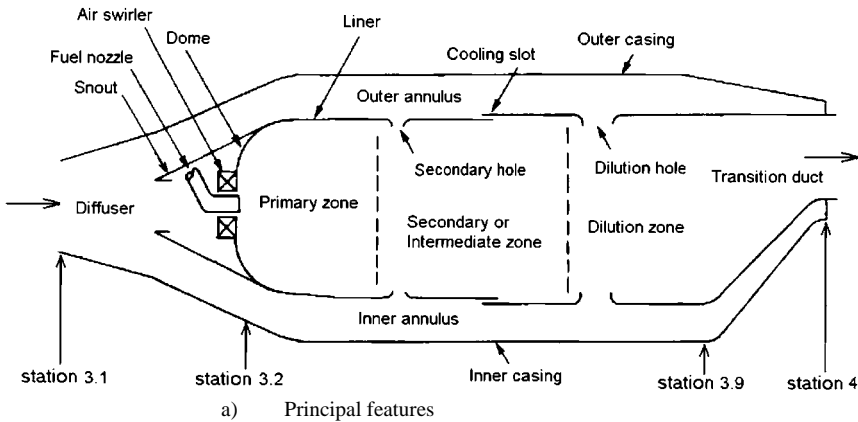 Air swirler
Fuel nozzle
Snout
Dome
Liner
Cooling slot
Outer casing
Outer annulus
Secondary hole
Dilution hole
Transition duct
Diffuser
Primary zone
Secondary or
Intermediate zone
Dilution zone
Inner annulus
Inner casing
station 3.1
station 3.2
station 3.9
station 4
a) Principal features